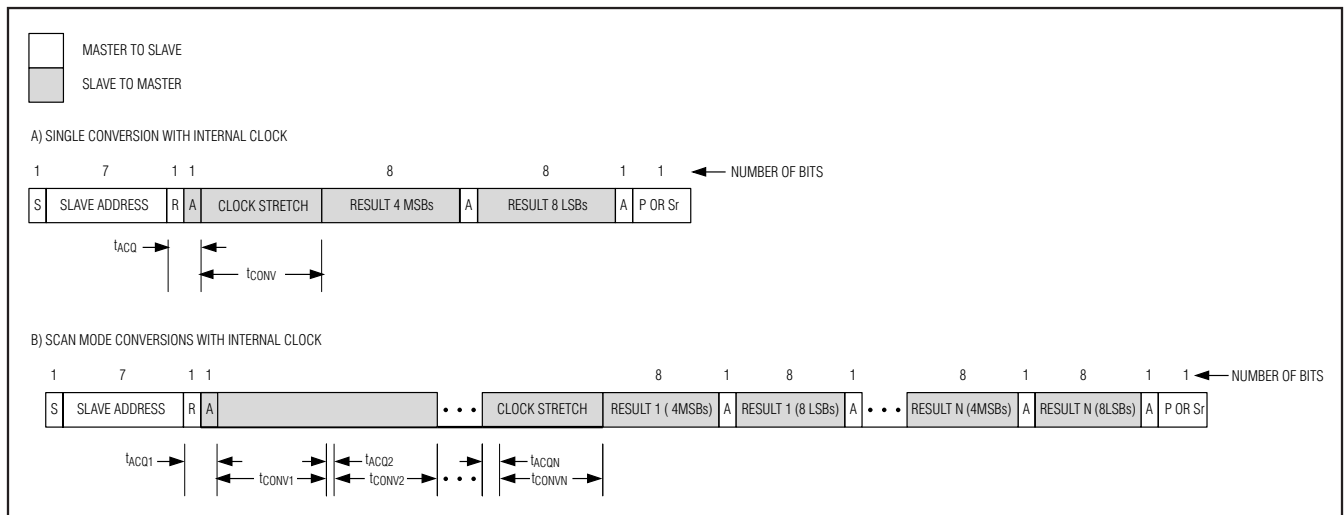 MASTER TO SLAVE
SLAVE TO MASTER
A) SINGLE CONVERSION WITH INTERNAL CLOCK
1 7 1 1 8 8 1 1 NUMBER OF BITS
S SLAVE ADDRESS R A CLOCK STRETCH RESULT 4 MSBs A RESULT 8 LSBs A P OR Sr
tACQ
tCONV
B) SCAN MODE CONVERSIONS WITH INTERNAL CLOCK
1 7 1 1 8 1 8 1 8 1 8 1 1 NUMBER OF BITS
S SLAVE ADDRESS R A • • • CLOCK STRETCH RESULT 1 ( 4MSBs) A RESULT 1 (8 LSBs) A • • • RESULT N (4MSBs) A RESULT N (8LSBs) A P OR Sr
tACQ1 tACQ2 tACQN
tCONV1 tCONV2 • • • tCONVN